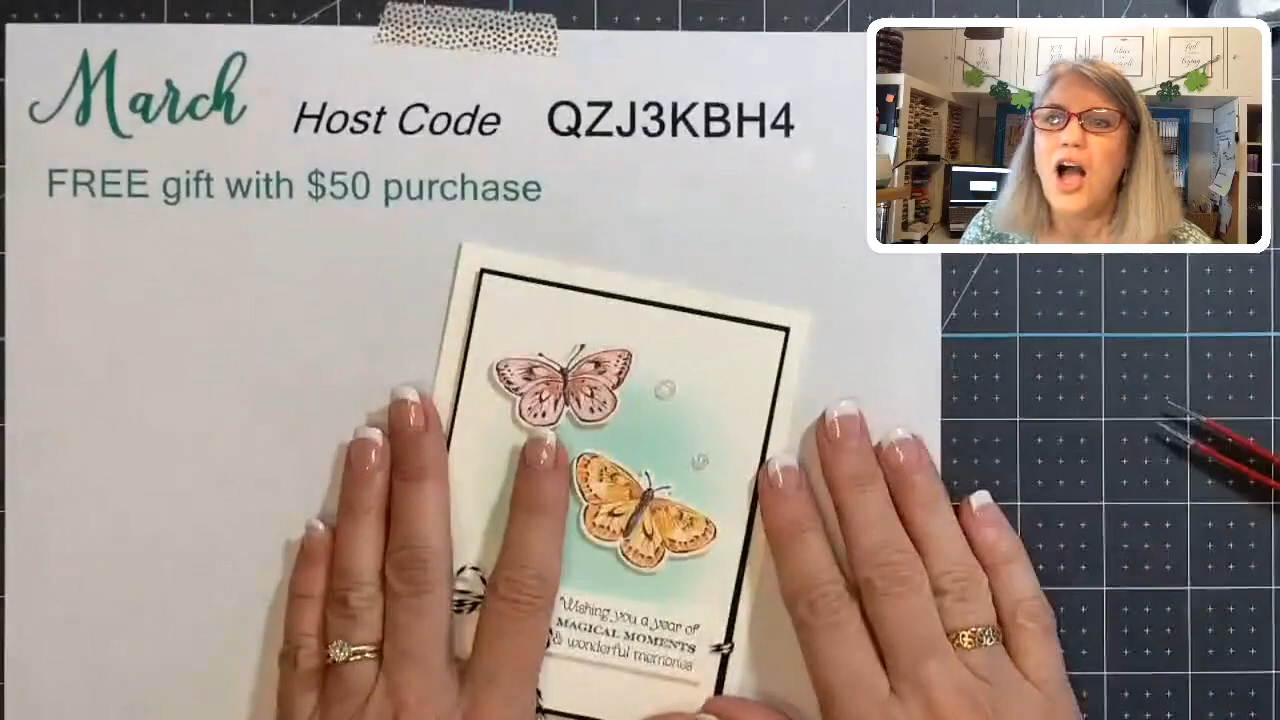 March
Host Code QZJ3KBH4
FREE gift with $50 purchase
Wishing you a year of
MAGICAL MOMENTS
& wonderful memories